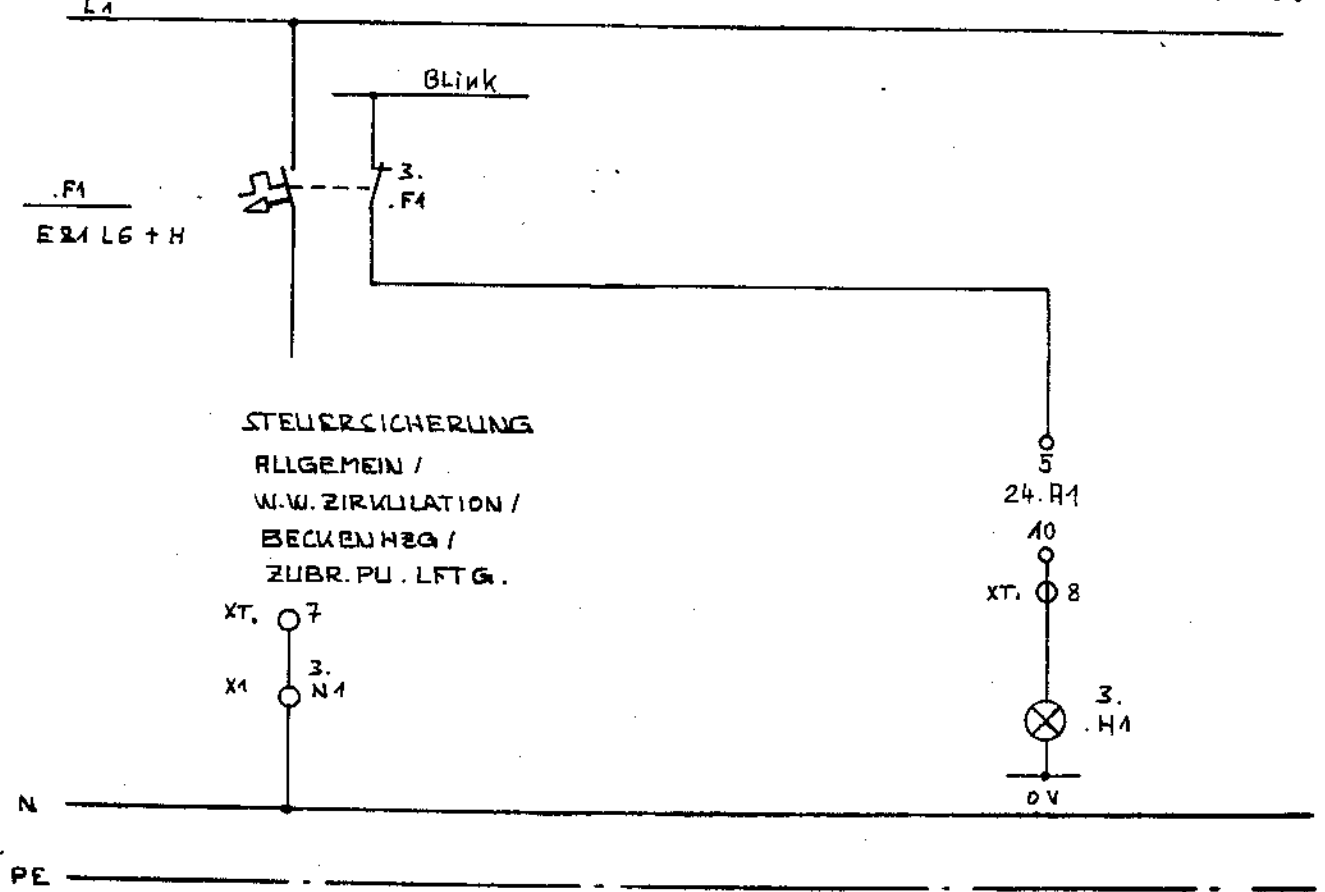 L1
BLink
3.
.F1
.F1
E21 L6 + H
STEUERSICHERUNG
ALLGEMEIN /
W.W. ZIRKULATION /
BECKENHZG /
ZUBR. PU. LFTG.
5
24.A1
10
XT. 8
XT. 7
3.
X1 N1
3.
.H1
0V
N
PE